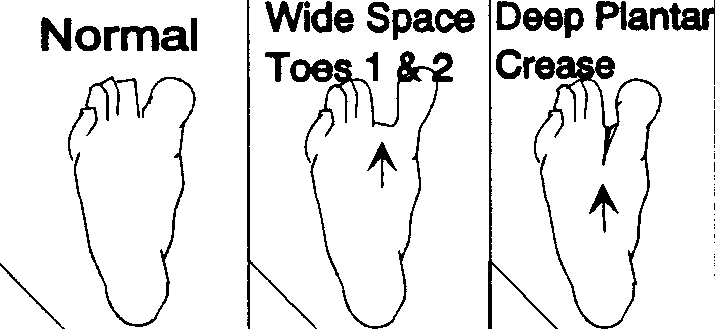 Normal
Wide Space
Toes 1 & 2
Deep Plantar
Crease